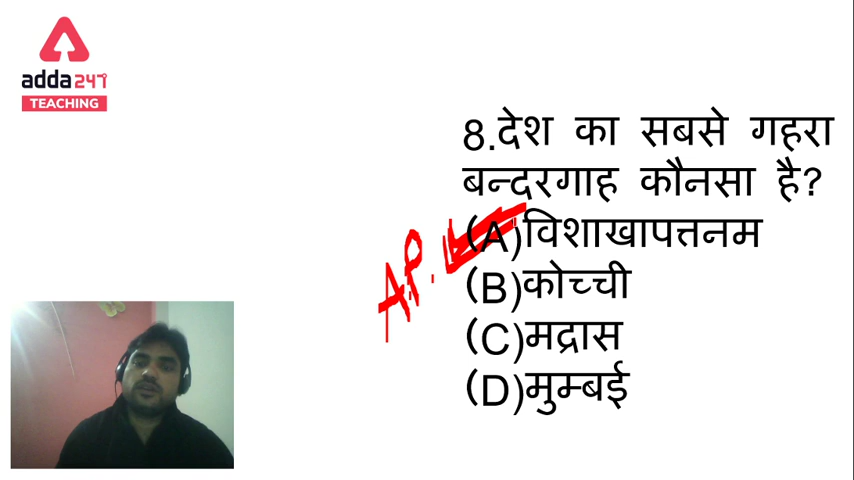 adda247
TEACHING
8.देश का सबसे गहरा
बन्दरगाह कौनसा है?
(A)विशाखापत्तनम
(B)कोच्ची
(C)मद्रास
(D)मुम्बई
A.P.